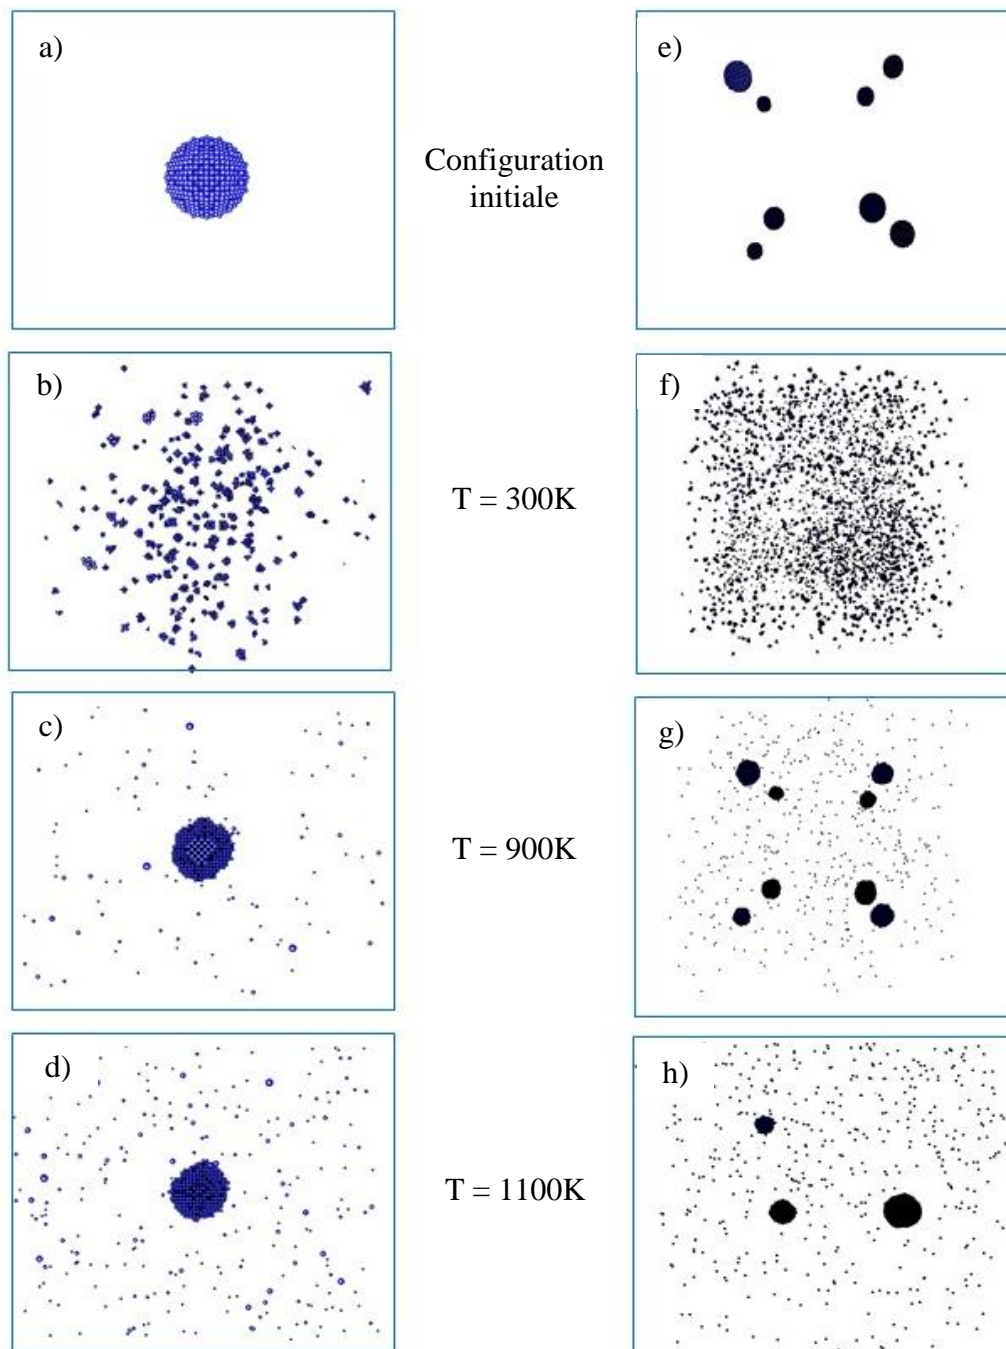 a)
e)
Configuration
initiale
b)
f)
T = 300K
c)
g)
T = 900K
d)
h)
T = 1100K